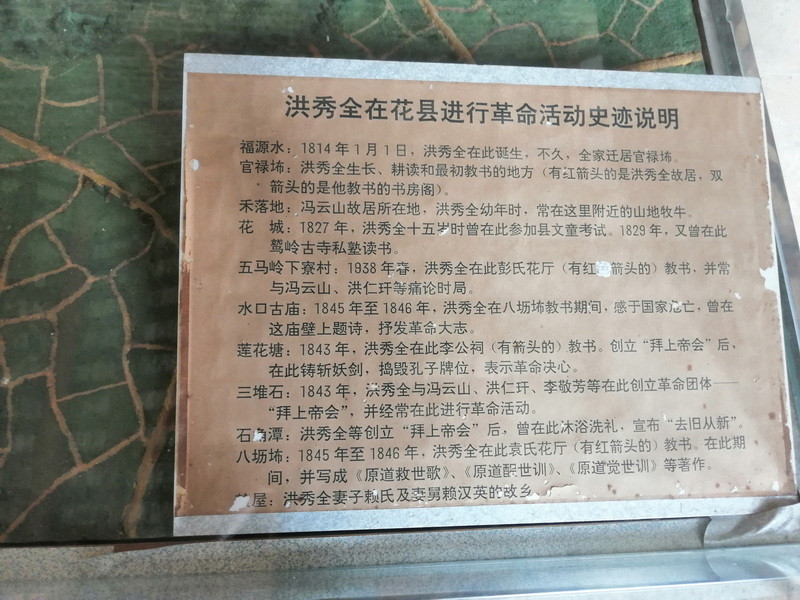 洪秀全在花县进行革命活动史迹说明
福源水：1814年1月1日，洪秀全在此诞生，不久，全家迁居官禄㘵。
官禄㘵：洪秀全生长、耕读和最初教书的地方（有红箭头的是洪秀全故居，双
箭头的是他教书的书房阁）。
禾落地：冯云山故居所在地，洪秀全幼年时，常在这里附近的山地牧牛。
花 城：1827年，洪秀全十五岁时曾在此参加县文童考试。1829年，又曾在此
鹫岭古寺私塾读书。
五马岭下寮村：1938年春，洪秀全在此彭氏花厅（有红箭头的）教书，并常
与冯云山、洪仁玕等痛论时局。
水口古庙：1845年至1846年，洪秀全在八坜㘵教书期间，感于国家危亡，曾在
这庙壁上题诗，抒发革命大志。
莲花塘：1843年，洪秀全在此李公祠（有箭头的）教书。创立“拜上帝会”后，
在此铸斩妖剑，捣毁孔子牌位，表示革命决心。
三堆石：1843年，洪秀全与冯云山、洪仁玕、李敬芳等在此创立革命团体——
“拜上帝会”，并经常在此进行革命活动。
石角潭：洪秀全等创立“拜上帝会”后，曾在此沐浴洗礼，宣布“去旧从新”。
八坜㘵：1845年至1846年，洪秀全在此袁氏花厅（有红箭头的）教书。在此期
间，并写成《原道救世歌》、《原道醒世训》、《原道觉世训》等著作。
屋：洪秀全妻子赖氏及妻舅赖汉英的故乡